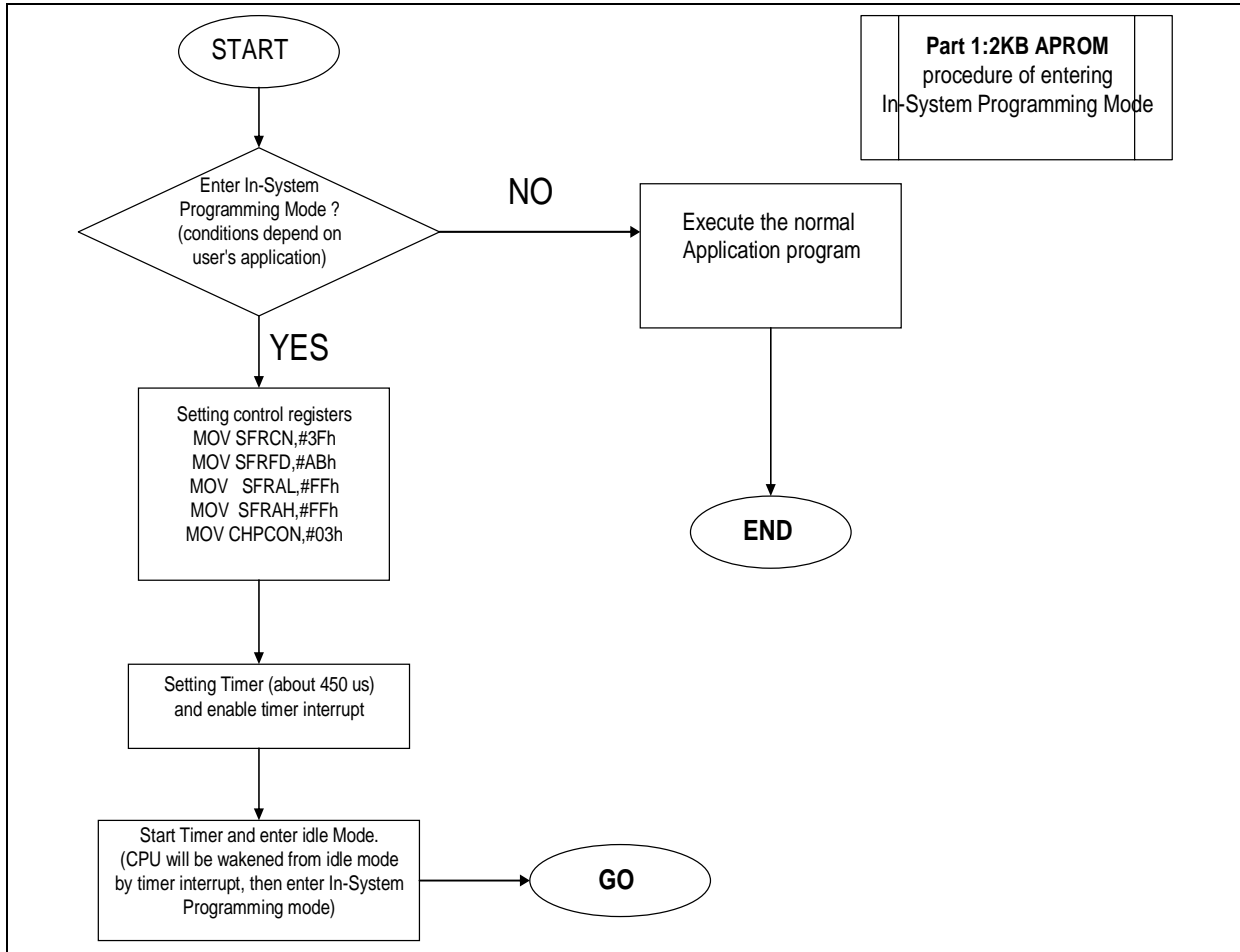 START
Part 1:2KB APROM
procedure of entering
In-System Programming Mode
Enter In-System
Programming Mode ?
(conditions depend on
user's application)
NO
Execute the normal
Application program
YES
Setting control registers
MOV SFRCN,#3Fh
MOV SFRFD,#ABh
MOV SFRAL,#FFh
MOV SFRAH,#FFh
MOV CHPCON,#03h
END
Setting Timer (about 450 us)
and enable timer interrupt
Start Timer and enter idle Mode.
(CPU will be wakened from idle mode
by timer interrupt, then enter In-System
Programming mode)
GO